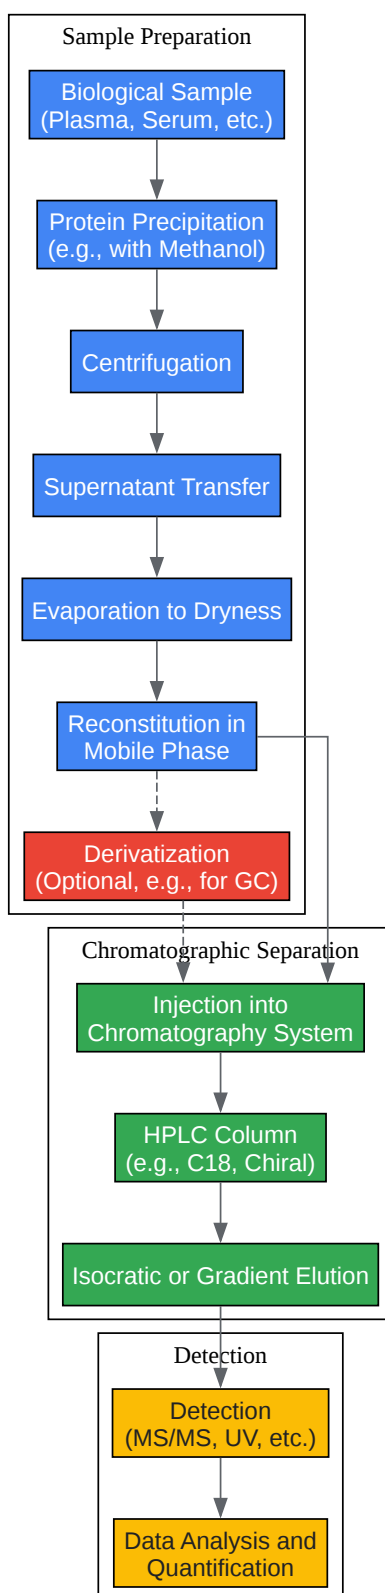 Sample Preparation
Biological Sample
(Plasma, Serum, etc.)
Protein Precipitation
(e.g., with Methanol)
Centrifugation
Supernatant Transfer
Evaporation to Dryness
Reconstitution in
Mobile Phase
Derivatization
(Optional, e.g., for GC)
Chromatographic Separation
Injection into
Chromatography System
HPLC Column
(e.g., C18, Chiral)
Isocratic or Gradient Elution
Detection
Detection
(MS/MS, UV, etc.)
Data Analysis and
Quantification